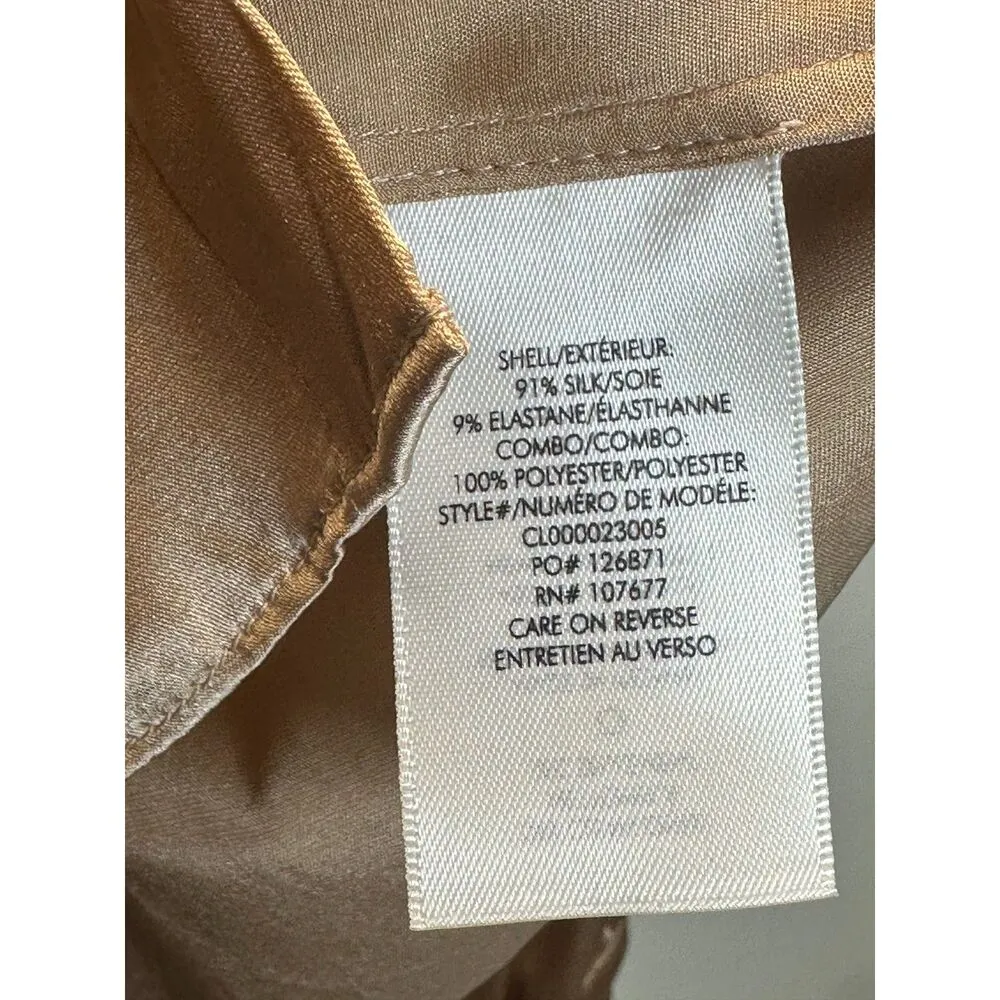 SHELL/EXTÉRIEUR:
91% SILK/SOIE
9% ELASTANE/ÉLASTHANNE
COMBO/COMBO:
100% POLYESTER/POLYESTER
STYLE#/NUMÉRO DE MODÉLE:
CL000023005
PO# 126871
RN# 107677
CARE ON REVERSE
ENTRETIEN AU VERSO